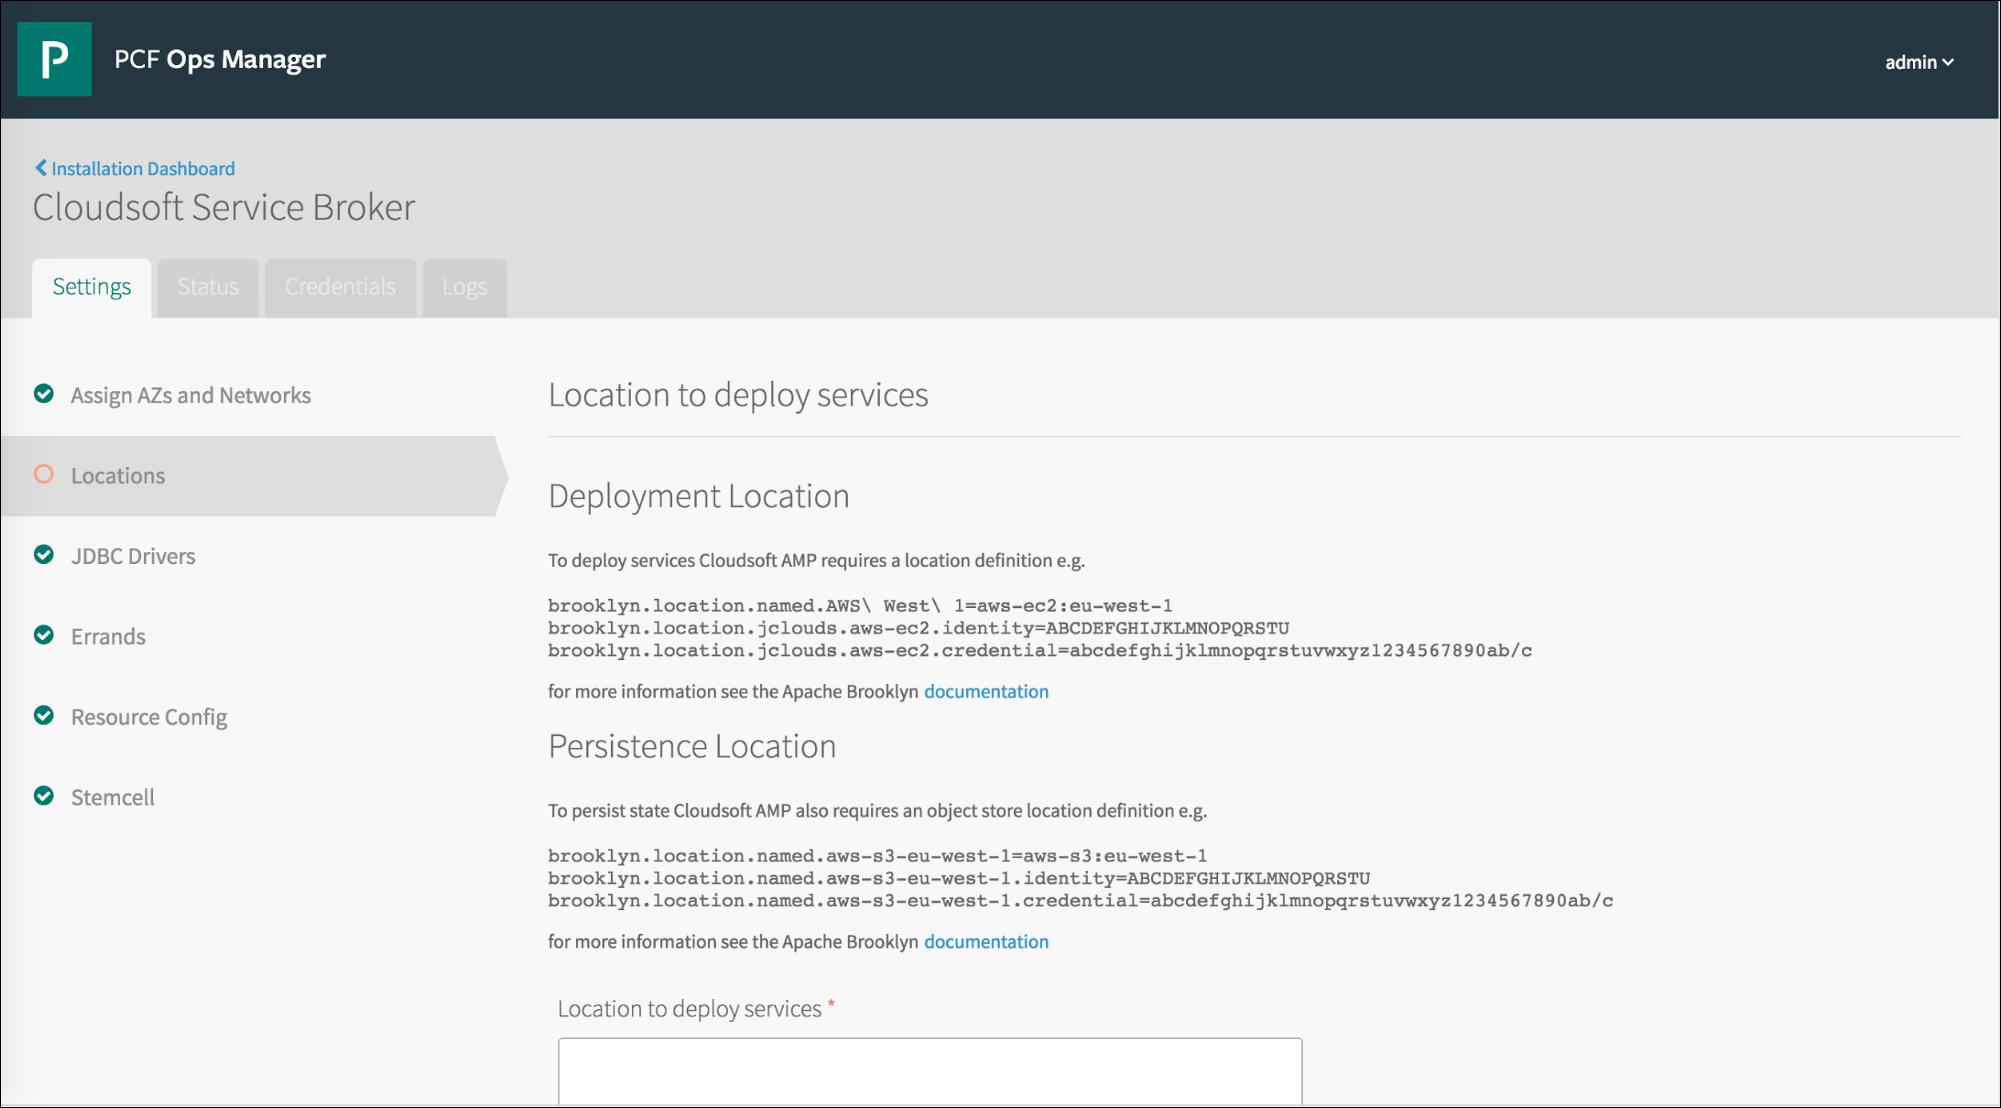 P
PCF Ops Manager
admin
Installation Dashboard
Cloudsoft Service Broker
Settings
Status
Credentials
Logs
Assign AZs and Networks
Locations
JDBC Drivers
Errands
Resource Config
Stemcell
Location to deploy services
Deployment Location
To deploy services Cloudsoft AMP requires a location definition e.g.
brooklyn.location.named.AWS\ West\ 1=aws-ec2:eu-west-1
brooklyn.location.jclouds.aws-ec2.identity=ABCDEFGHIJKLMNOPQRSTU
brooklyn.location.jclouds.aws-ec2.credential=abcdefghijklmnopqrstuvwxyz1234567890ab/c
for more information see the Apache Brooklyn documentation
Persistence Location
To persist state Cloudsoft AMP also requires an object store location definition e.g.
brooklyn.location.named.aws-s3-eu-west-1=aws-s3:eu-west-1
brooklyn.location.named.aws-s3-eu-west-1.identity=ABCDEFGHIJKLMNOPQRSTU
brooklyn.location.named.aws-s3-eu-west-1.credential=abcdefghijklmnopqrstuvwxyz1234567890ab/c
for more information see the Apache Brooklyn documentation
Location to deploy services *